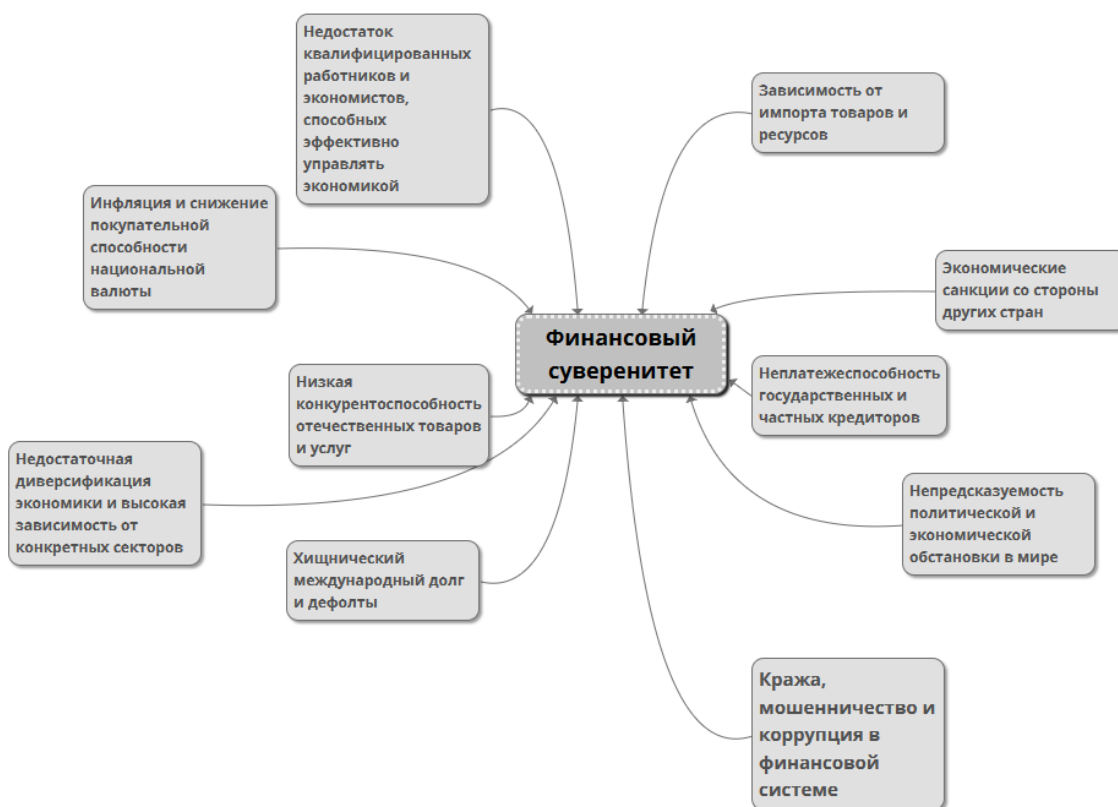 Недостаток
квалифицированных
работников и
экономистов,
способных
эффективно
управлять
экономикой
Зависимость от
импорта товаров и
ресурсов
Инфляция и снижение
покупательной
способности
национальной
валюты
Экономические
санкции со стороны
других стран
Финансовый
суверенитет
Низкая
конкурентоспособность
отечественных товаров
и услуг
Неплатежеспособность
государственных и
частных кредиторов
Недостаточная
диверсификация
экономики и высокая
зависимость от
конкретных секторов
Непредсказуемость
политической и
экономической
обстановки в мире
Хищнический
международный долг
и дефолты
Кража,
мошенничество и
коррупция в
финансовой
системе